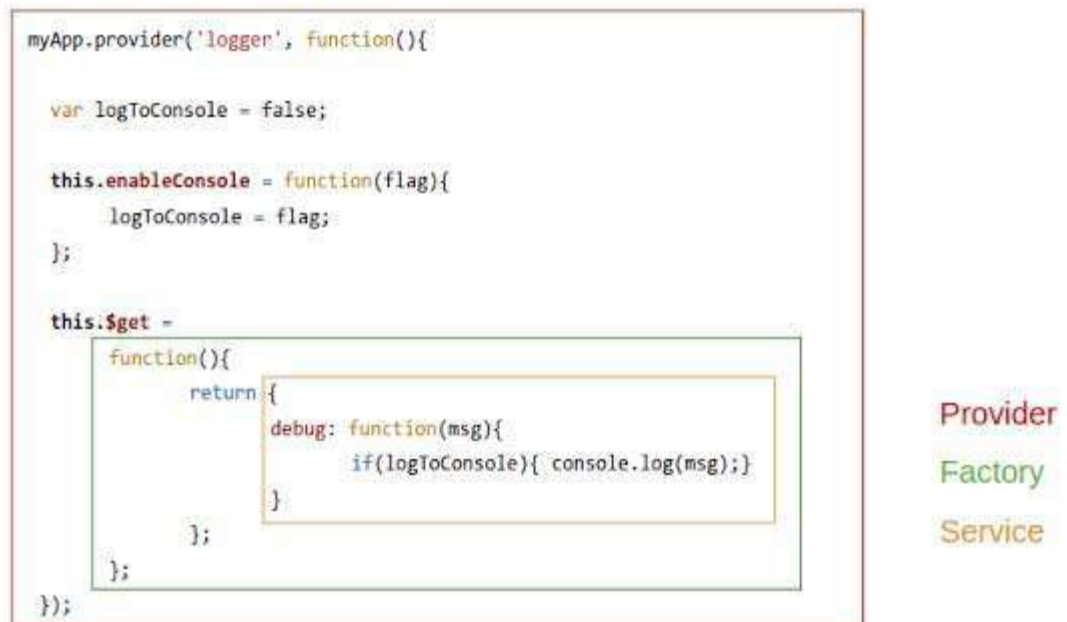 myApp.provider('logger', function(){
var logToConsole = false;
this.enableConsole = function(flag){
logToConsole = flag;
};
this.$get =
function(){
return {
debug: function(msg){
if(logToConsole){ console.log(msg);}
}
};
};
});
Provider
Factory
Service